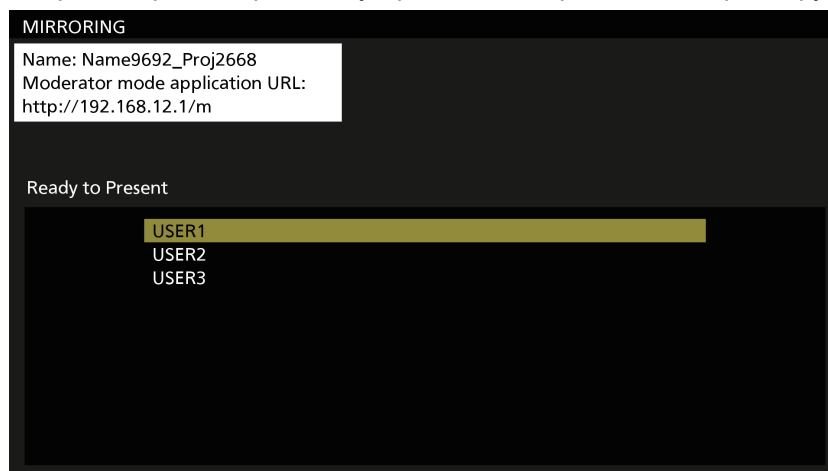 MIRRORING
Name: Name9692_Proj2668
Moderator mode application URL:
http://192.168.12.1/m
Ready to Present
USER1
USER2
USER3